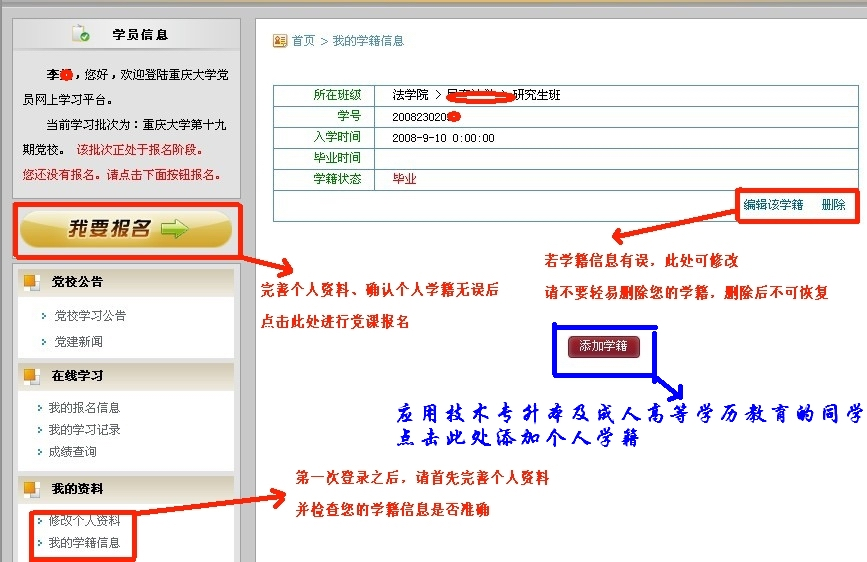 学员信息
李，您好，欢迎登陆重庆大学党
员网上学习平台。
当前学习批次为：重庆大学第十九
期党校。 该批次正处于报名阶段。
您还没有报名。请点击下面按钮报名。
我要报名
党校公告
党校学习公告
党建新闻
在线学习
我的报名信息
我的学习记录
成绩查询
我的资料
修改个人资料
我的学籍信息
首页 > 我的学籍信息
所在班级 法学院 > 研究生班
学号 200823020
入学时间 2008-9-10 0:00:00
毕业时间
学籍状态 毕业
编辑该学籍 删除
若学籍信息有误，此处可修改
请不要轻易删除您的学籍，删除后不可恢复
完善个人资料、确认个人学籍无误后
点击此处进行党课报名
添加学籍
应用技术专升本及成人高等学历教育的同学
点击此处添加个人学籍
第一次登录之后，请首先完善个人资料
并检查您的学籍信息是否准确